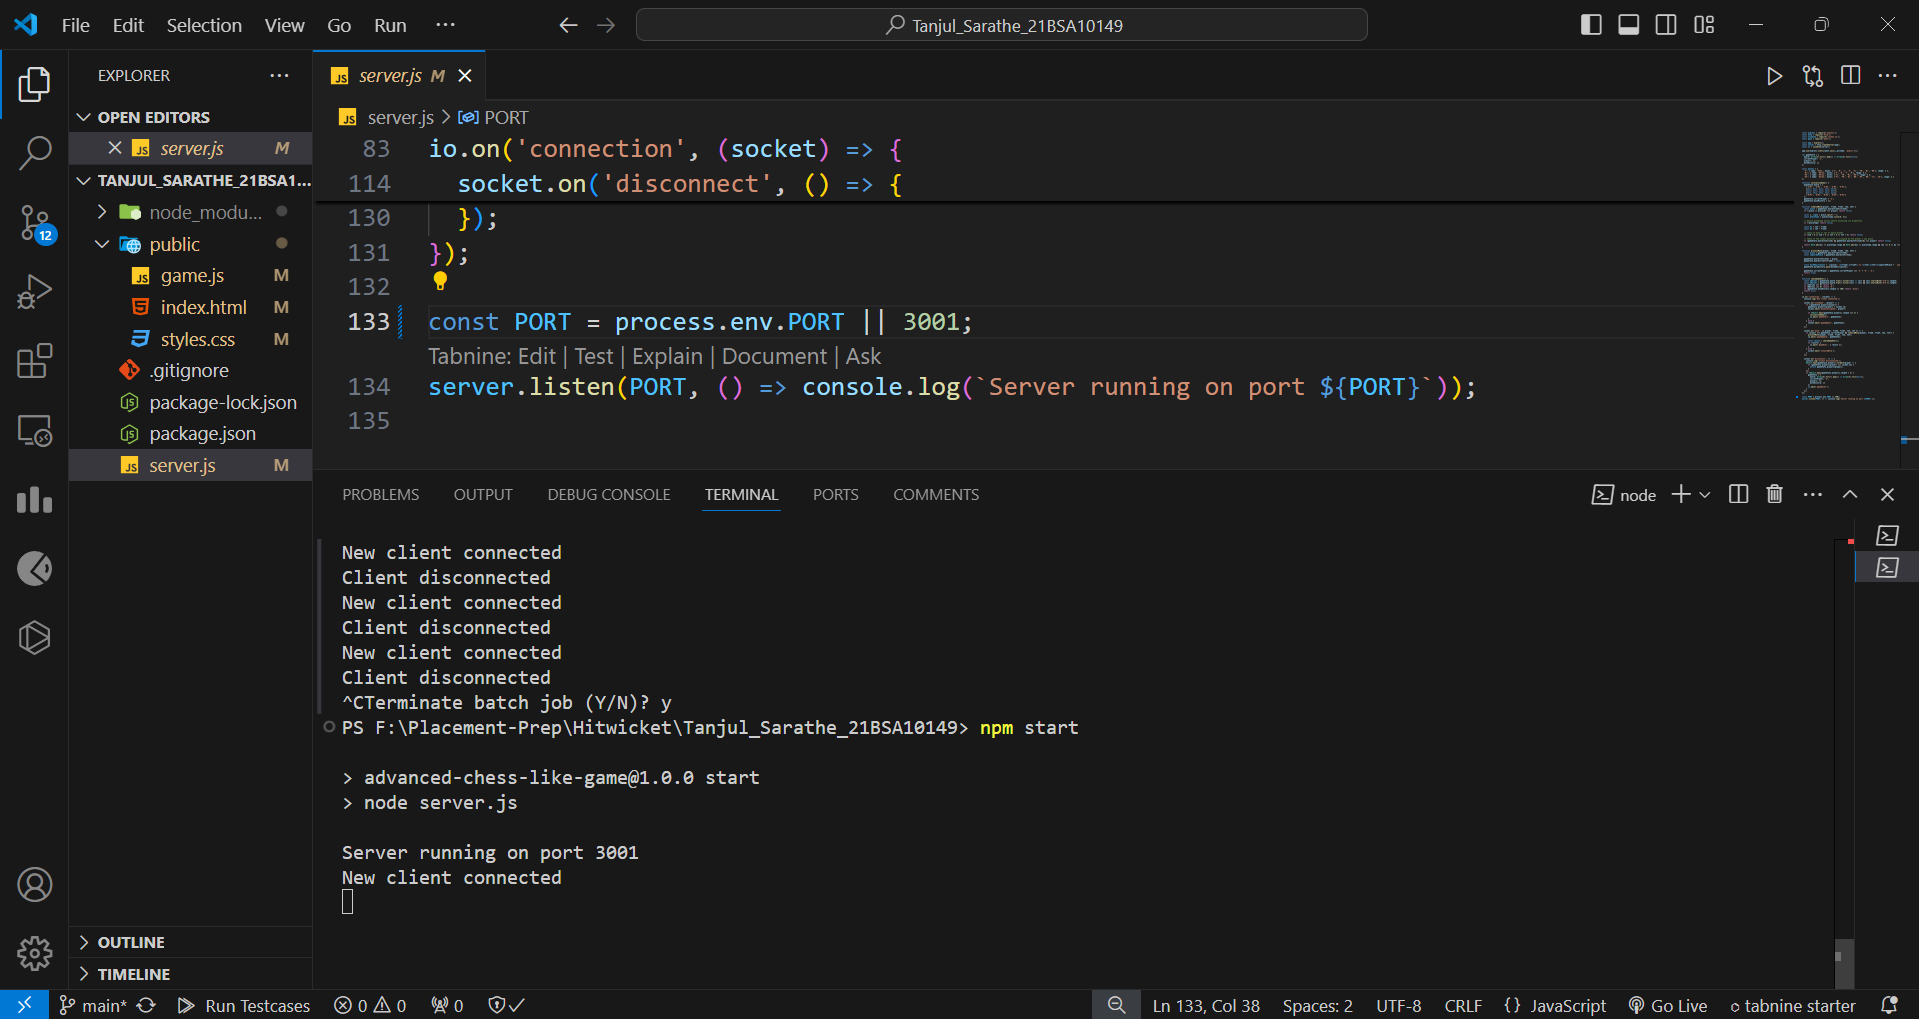 File Edit Selection View Go Run ···
Tanjul_Sarathe_21BSA10149
EXPLORER
OPEN EDITORS
server.js M
TANJUL_SARATHE_21BSA1...
node_modu...
public
game.js M
index.html M
styles.css M
.gitignore
package-lock.json
package.json
server.js M
OUTLINE
TIMELINE
server.js M
server.js > PORT
83 io.on('connection', (socket) => {
114 socket.on('disconnect', () => {
130 });
131 });
132
133 const PORT = process.env.PORT || 3001;
Tabnine: Edit | Test | Explain | Document | Ask
134 server.listen(PORT, () => console.log(`Server running on port ${PORT}`));
135
PROBLEMS OUTPUT DEBUG CONSOLE TERMINAL PORTS COMMENTS
node
New client connected
Client disconnected
New client connected
Client disconnected
New client connected
Client disconnected
^CTerminate batch job (Y/N)? y
PS F:\Placement-Prep\Hitwicket\Tanjul_Sarathe_21BSA10149> npm start
> advanced-chess-like-game@1.0.0 start
> node server.js
Server running on port 3001
New client connected
12
main* Run Testcases 0 0 0
Ln 133, Col 38 Spaces: 2 UTF-8 CRLF {} JavaScript Go Live tabnine starter